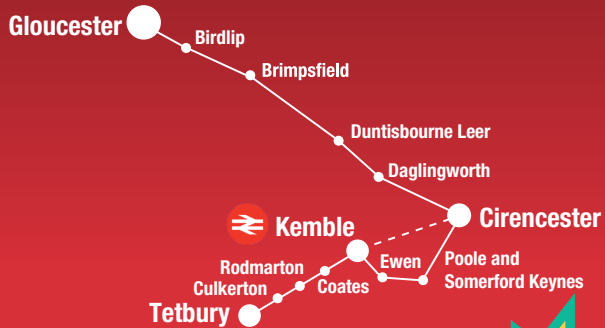 Gloucester
Birdlip
Brimpsfield
Duntisbourne Leer
Daglingworth
Cirencester
Kemble
Ewen
Poole and
Somerford Keynes
Rodmarton
Coates
Culkerton
Tetbury